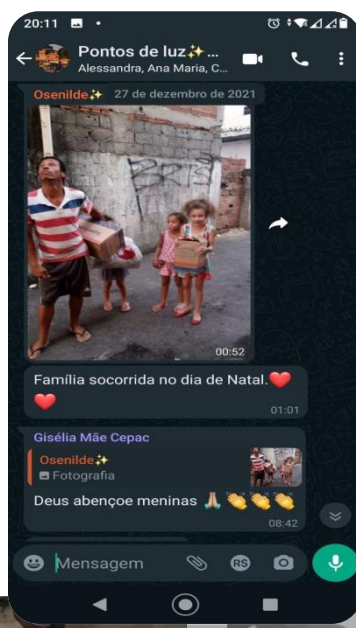 20:11
Pontos de luz✨ ...
Alessandra, Ana Maria, C...
Osenilde✨ 27 de dezembro de 2021
BRIS
00:52
Família socorrida no dia de Natal.❤️
❤️
01:01
Gisélia Mãe Cepac
Osenilde✨
Fotografia
Deus abençoe meninas 🙏🏼 👏 👏 👏
08:42
Mensagem
R$